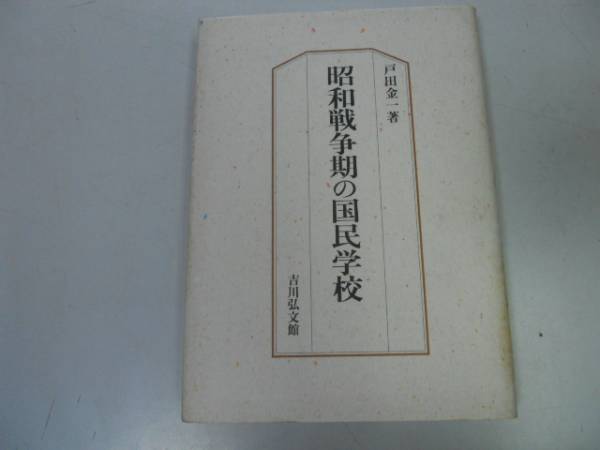 戸田金一著
昭和戦争期の国民学校
吉川弘文館